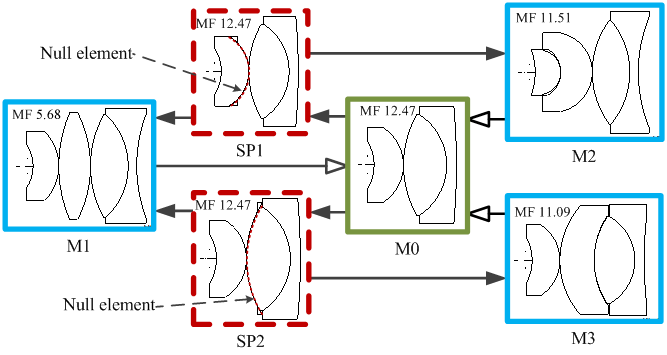 MF 12.47
MF 11.51
Null element
MF 5.68
MF 12.47
SP1
M2
MF 12.47
MF 11.09
M1
M0
Null element
SP2
M3